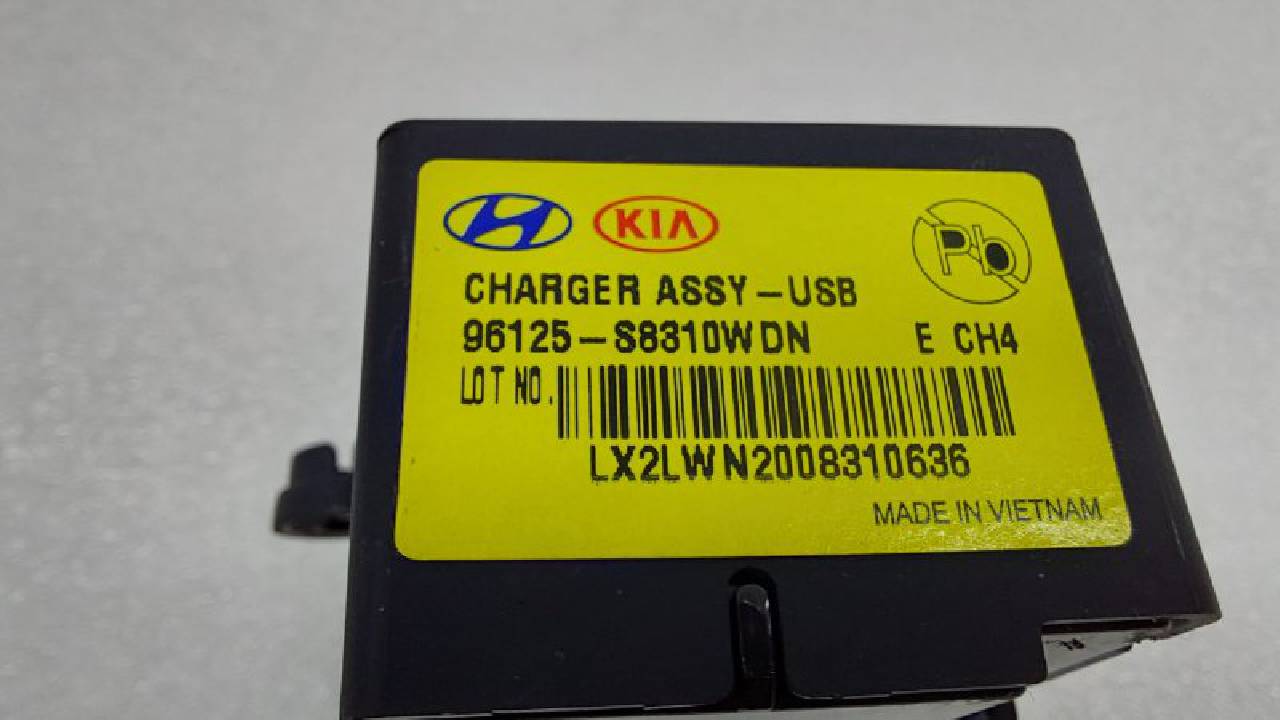 KIA
Pb
CHARGER ASSY-USB
96125-S8310WDN E CH4
LOT NO.
LX2LWN2008310636
MADE IN VIETNAM